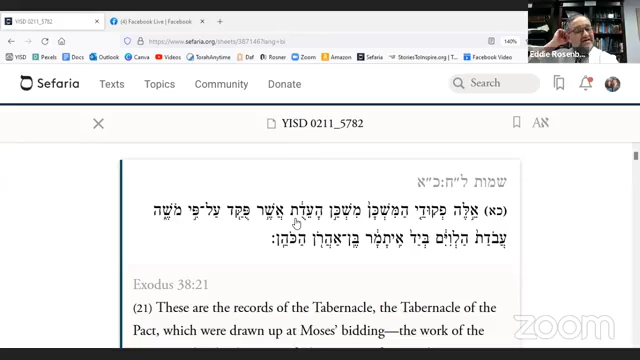 YISD 0211_5782
(4) Facebook Live | Facebook
https://www.sefaria.org/sheets/387146?lang=bi
140%
YISD
Pexels
Docs
Contacts
YouTube
TorahAnytime
Daf
Rosner
Zoom
Amazon
Sefaria
StoriesToInspire.org
Facebook Video
Eddie Rosenb...
Sefaria
Texts
Topics
Community
Donate
Search
YISD 0211_5782
שמות ל״ח:כ״א
(כא) אֵ֣לֶּה פְקוּדֵ֤י הַמִּשְׁכָּן֙ מִשְׁכַּ֣ן הָעֵדֻ֔ת אֲשֶׁ֥ר פֻּקַּ֖ד עַל־פִּ֣י מֹשֶׁ֑ה
עֲבֹדַת֙ הַלְוִיִּ֔ם בְּיַד֙ אִֽיתָמָ֔ר בֶּֽן־אַהֲרֹ֖ן הַכֹּהֵֽן׃
Exodus 38:21
(21) These are the records of the Tabernacle, the Tabernacle of the
Pact, which were drawn up at Moses’ bidding—the work of the
zoom